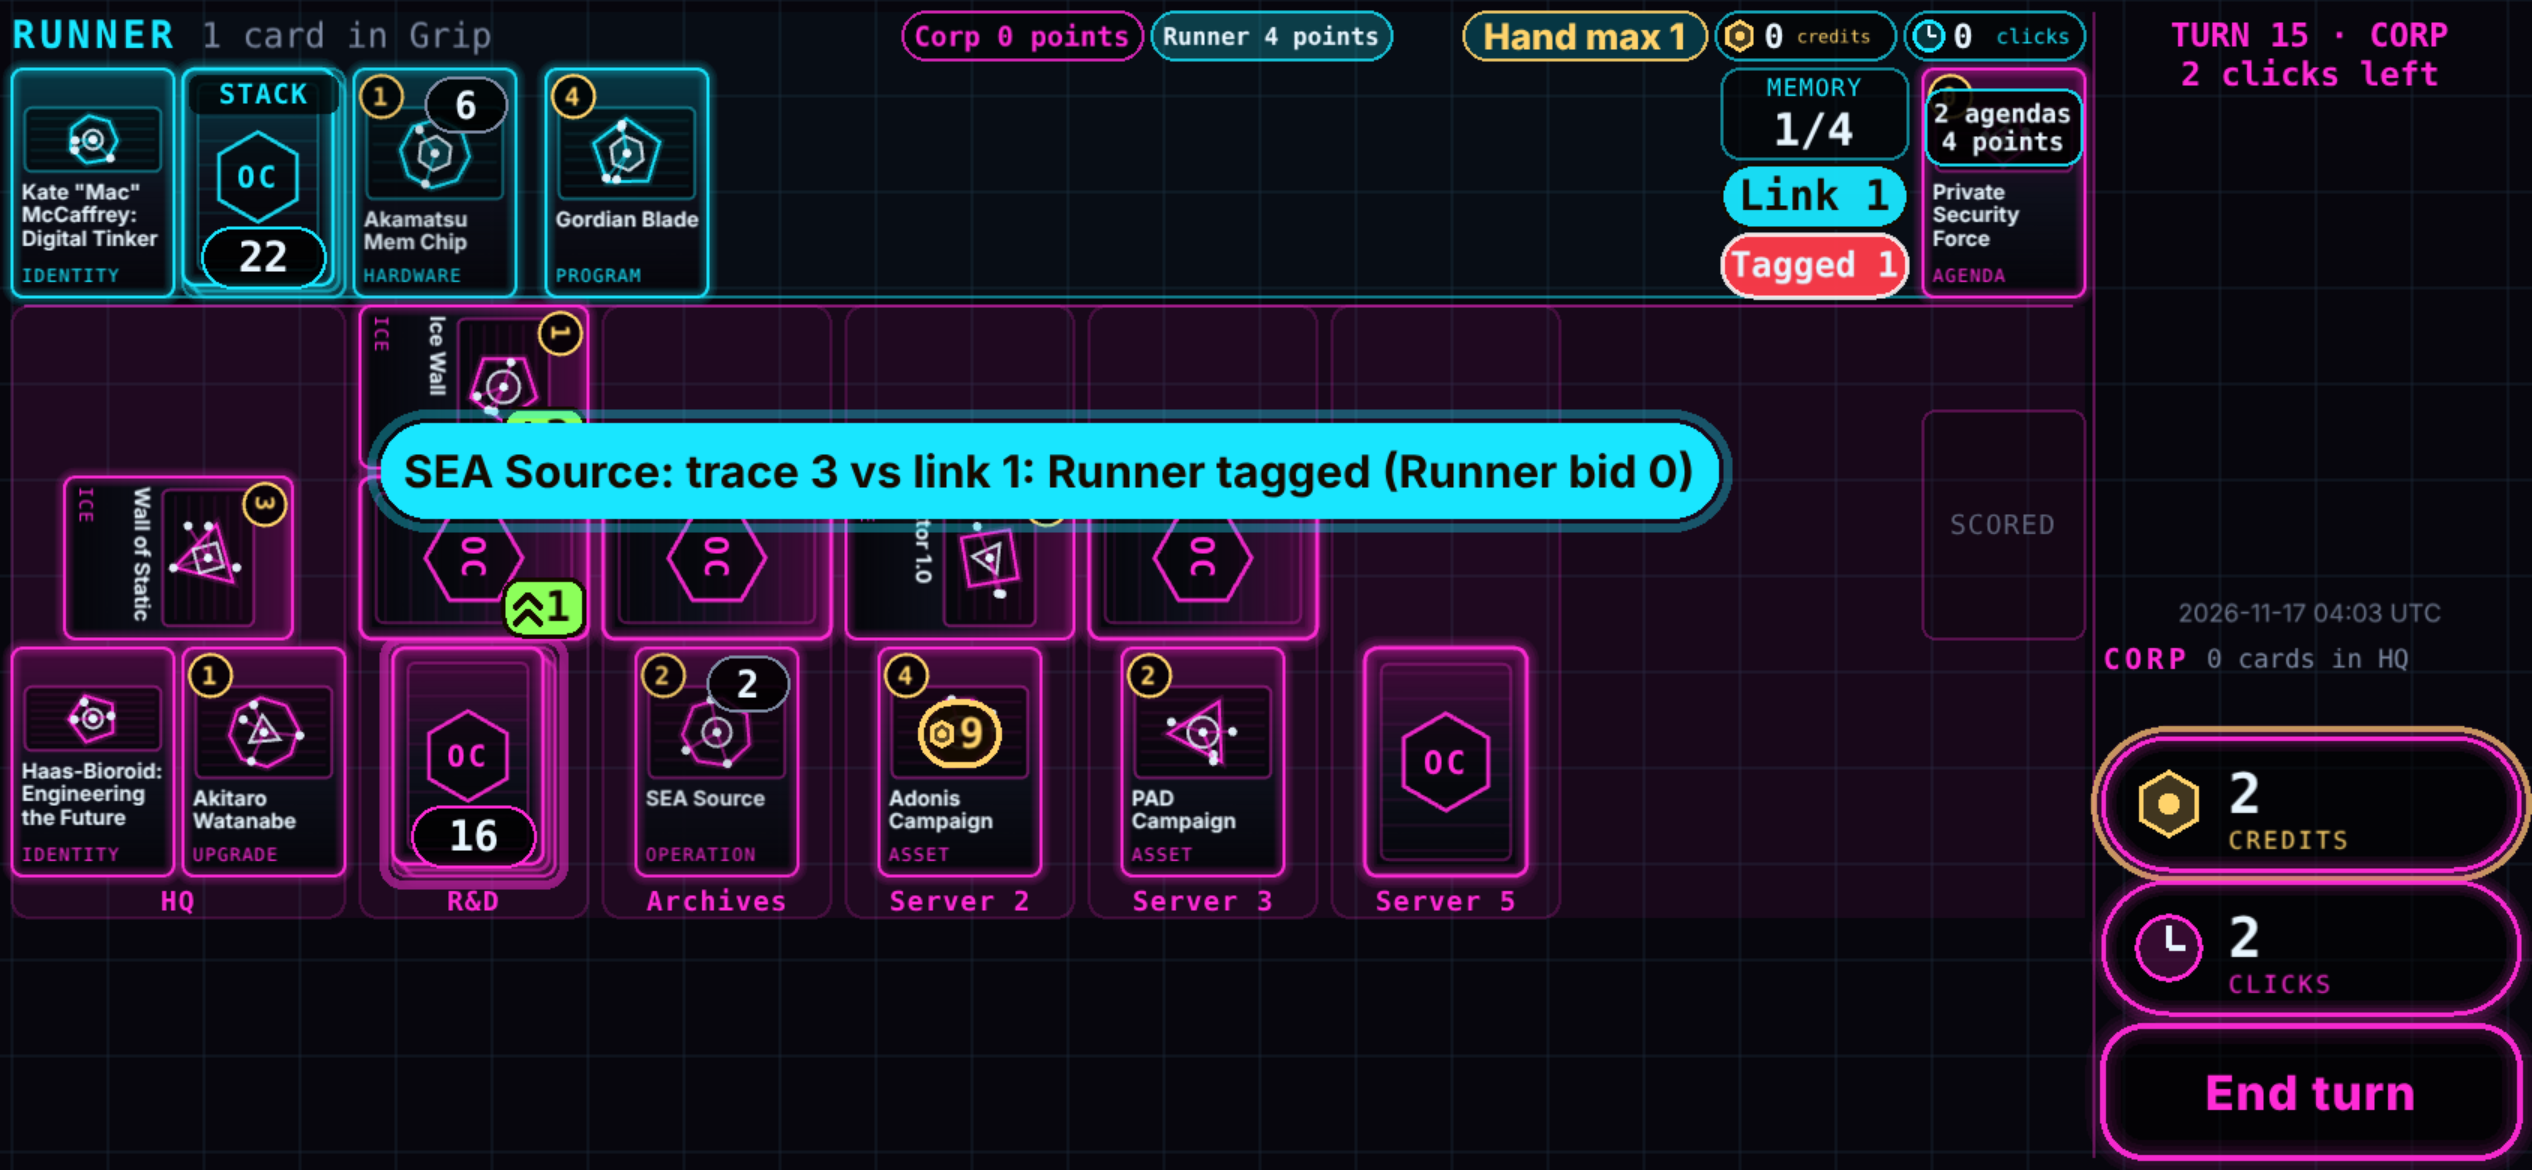 RUNNER 1 card in Grip
Corp 0 points
Runner 4 points
Hand max 1
0 credits
0 clicks
TURN 15 · CORP
2 clicks left
Kate "Mac"
McCaffrey:
Digital Tinker
IDENTITY
STACK
OC
22
1
6
Akamatsu
Mem Chip
HARDWARE
4
Gordian Blade
PROGRAM
MEMORY
1/4
Link 1
Tagged 1
2 agendas
4 points
Private
Security
Force
AGENDA
ICE
Ice Wall
1
SEA Source: trace 3 vs link 1: Runner tagged (Runner bid 0)
ICE
Wall of Static
3
OC
1
OC
tor 1.0
OC
SCORED
Haas-Bioroid:
Engineering
the Future
IDENTITY
1
Akitaro
Watanabe
UPGRADE
HQ
OC
16
R&D
2
2
SEA Source
OPERATION
Archives
4
9
Adonis
Campaign
ASSET
Server 2
2
PAD
Campaign
ASSET
Server 3
OC
Server 5
2026-11-17 04:03 UTC
CORP 0 cards in HQ
2
CREDITS
2
CLICKS
End turn